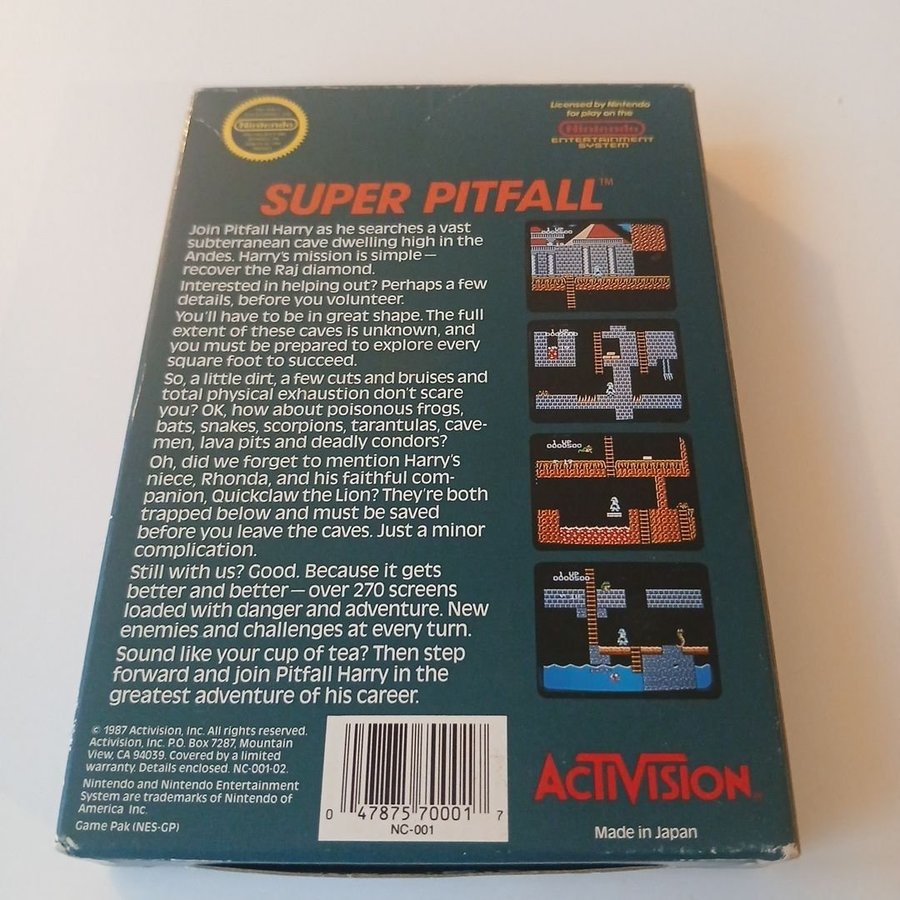 Nintendo
Licensed by Nintendo
for play on the
Nintendo
ENTERTAINMENT
SYSTEM
SUPER PITFALL™
Join Pitfall Harry as he searches a vast
subterranean cave dwelling high in the
Andes. Harry's mission is simple—
recover the Raj diamond.
Interested in helping out? Perhaps a few
details, before you volunteer.
You'll have to be in great shape. The full
extent of these caves is unknown, and
you must be prepared to explore every
square foot to succeed.
So, a little dirt, a few cuts and bruises and
total physical exhaustion don't scare
you? OK, how about poisonous frogs,
bats, snakes, scorpions, tarantulas, cave-
men, lava pits and deadly condors?
Oh, did we forget to mention Harry's
niece, Rhonda, and his faithful com-
panion, Quickclaw the Lion? They're both
trapped below and must be saved
before you leave the caves. Just a minor
complication.
Still with us? Good. Because it gets
better and better—over 270 screens
loaded with danger and adventure. New
enemies and challenges at every turn.
Sound like your cup of tea? Then step
forward and join Pitfall Harry in the
greatest adventure of his career.
1 UP
1 UP
1 UP
0000500
1 UP
0000500
© 1987 Activision, Inc. All rights reserved.
Activision, Inc. P.O. Box 7287, Mountain
View, CA 94039. Covered by a limited
warranty. Details enclosed. NC-001-02.
Nintendo and Nintendo Entertainment
System are trademarks of Nintendo of
America Inc.
Game Pak (NES-GP)
0 47875 70001 7
NC-001
ACTIVISION
Made in Japan